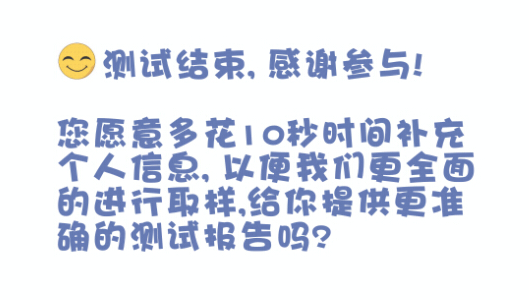 😊测试结束,感谢参与!
您愿意多花10秒时间补充
个人信息,以便我们更全面
的进行取样,给你提供更准
确的测试报告吗?